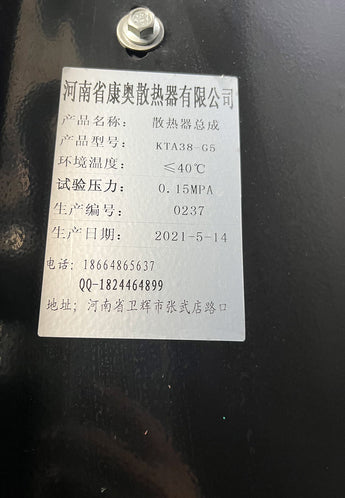 河南省康奥散热器有限公司
产品名称: 散热器总成
产品型号: KTA38-G5
环境温度: ≤40℃
试验压力: 0.15MPA
生产编号: 0237
生产日期: 2021-5-14
电话: 18664865637
QQ-1824464899
地址; 河南省卫辉市张武店路口